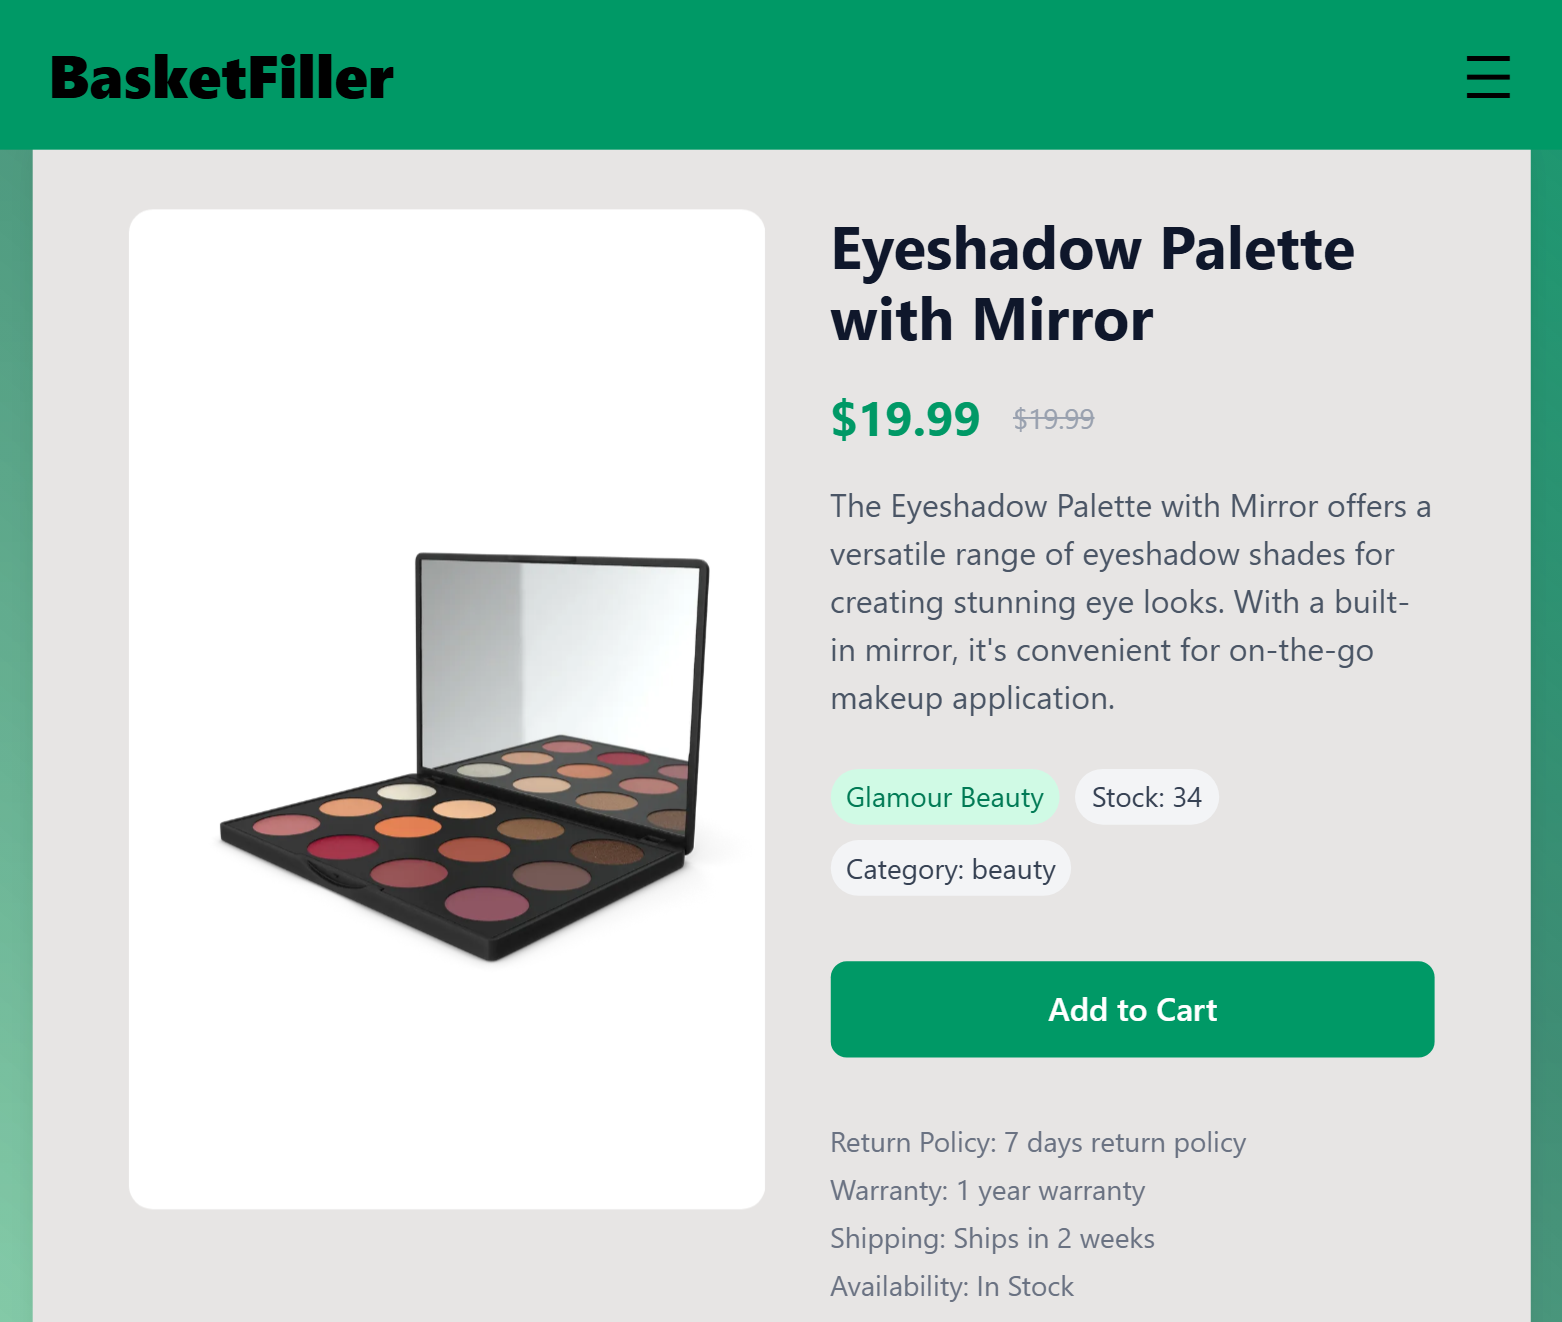 BasketFiller
Eyeshadow Palette
with Mirror
$19.99 $19.99
The Eyeshadow Palette with Mirror offers a
versatile range of eyeshadow shades for
creating stunning eye looks. With a built-
in mirror, it's convenient for on-the-go
makeup application.
Glamour Beauty Stock: 34
Category: beauty
Add to Cart
Return Policy: 7 days return policy
Warranty: 1 year warranty
Shipping: Ships in 2 weeks
Availability: In Stock